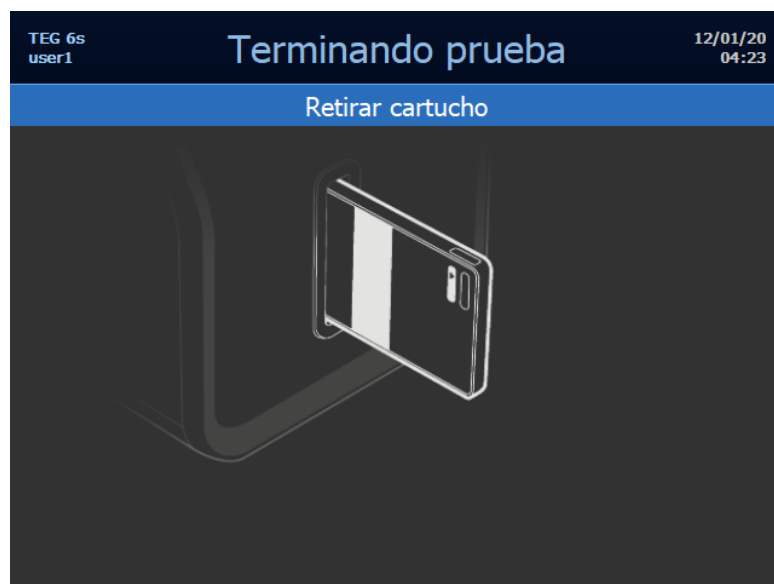 TEG 6s
user1
Terminando prueba
12/01/20
04:23
Retirar cartucho